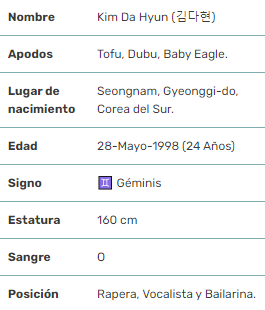 Nombre Kim Da Hyun (김다현)
Apodos Tofu, Dubu, Baby Eagle.
Lugar de Seongnam, Gyeonggi-do,
nacimiento Corea del Sur.
Edad 28-Mayo-1998 (24 Años)
Signo ♊ Géminis
Estatura 160 cm
Sangre O
Posición Rapera, Vocalista y Bailarina.